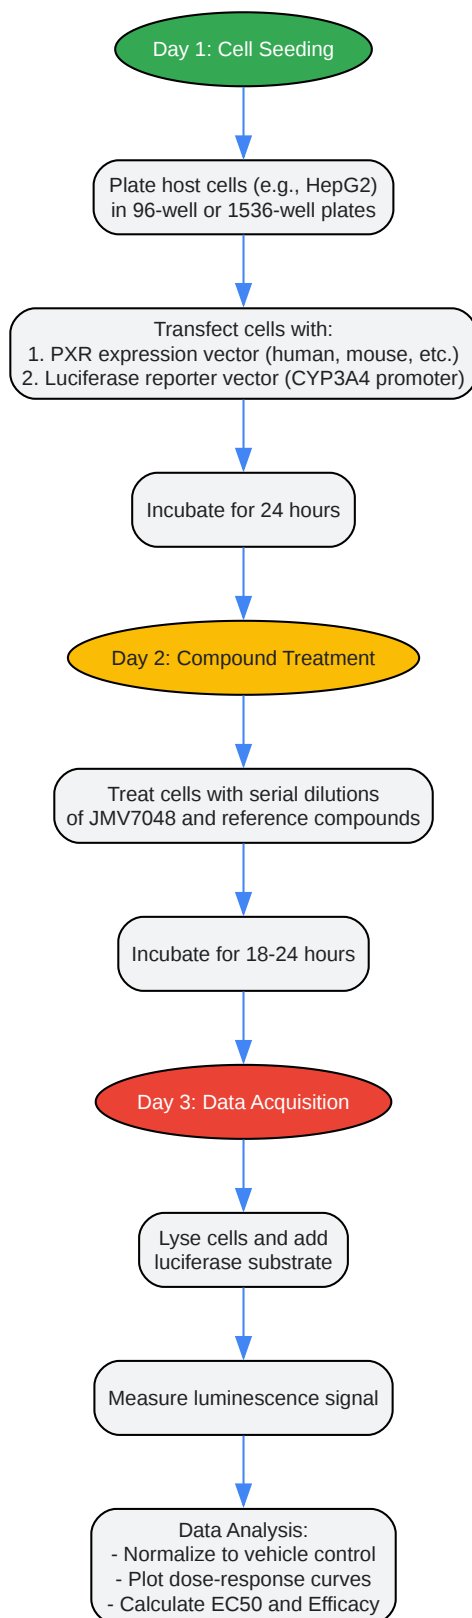 Day 1: Cell Seeding
Plate host cells (e.g., HepG2)
in 96-well or 1536-well plates
Transfect cells with:
1. PXR expression vector (human, mouse, etc.)
2. Luciferase reporter vector (CYP3A4 promoter)
Incubate for 24 hours
Day 2: Compound Treatment
Treat cells with serial dilutions
of JMV7048 and reference compounds
Incubate for 18-24 hours
Day 3: Data Acquisition
Lyse cells and add
luciferase substrate
Measure luminescence signal
Data Analysis:
- Normalize to vehicle control
- Plot dose-response curves
- Calculate EC50 and Efficacy